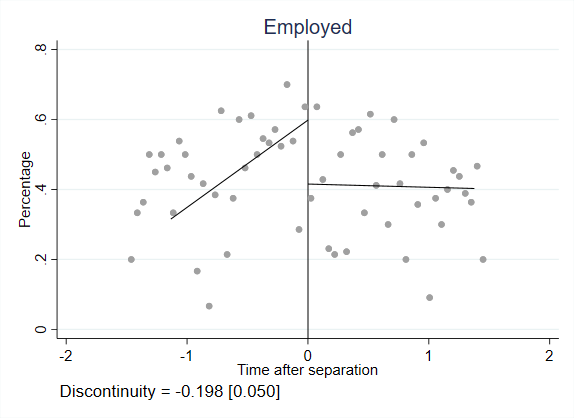 Employed
Percentage
.8
.6
.4
.2
0
-2 -1 0 1 2
Time after separation
Discontinuity = -0.198 [0.050]